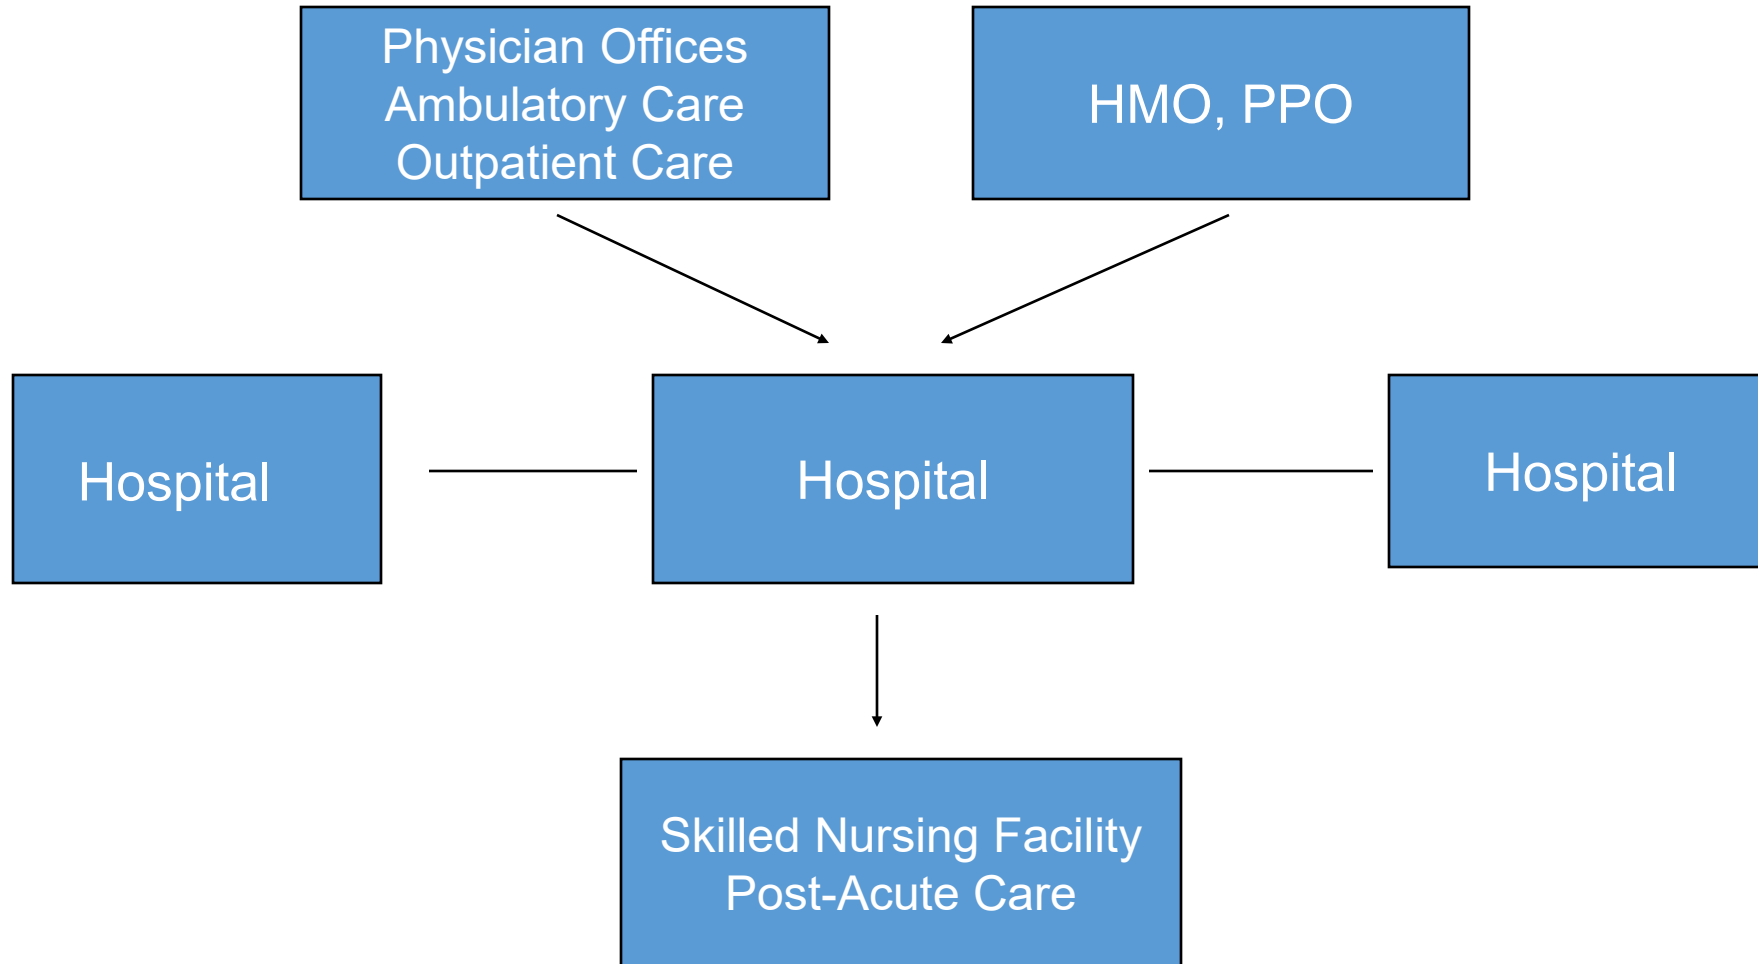 Physician Offices
Ambulatory Care
Outpatient Care
HMO, PPO
Hospital
Hospital
Hospital
Skilled Nursing Facility
Post-Acute Care